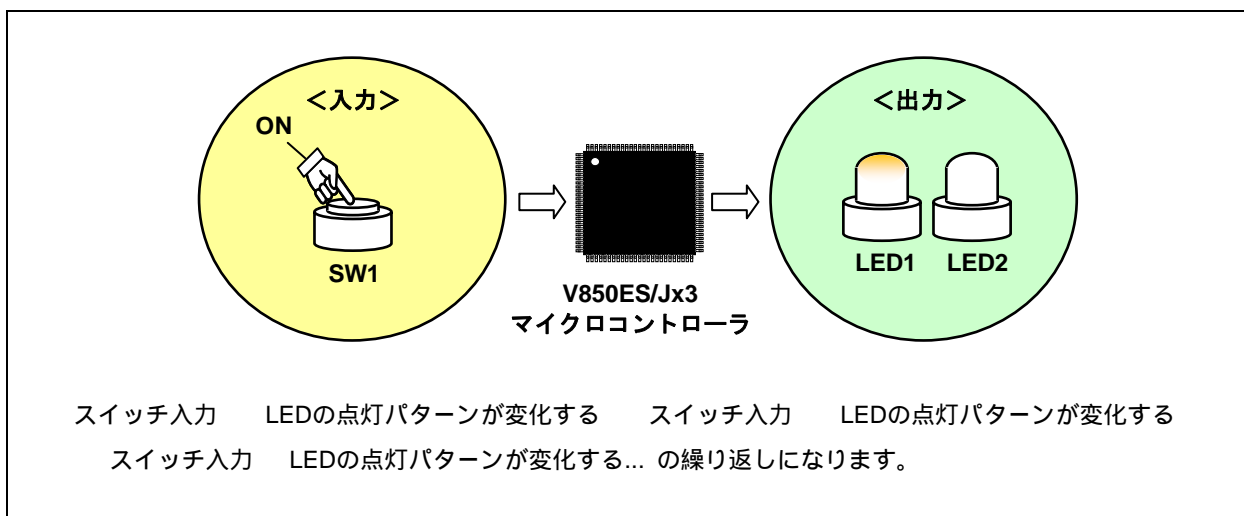 ＜入力＞
ON
SW1
V850ES/Jx3
マイクロコントローラ
＜出力＞
LED1 LED2
スイッチ入力 LEDの点灯パターンが変化する スイッチ入力 LEDの点灯パターンが変化する
スイッチ入力 LEDの点灯パターンが変化する... の繰り返しになります。